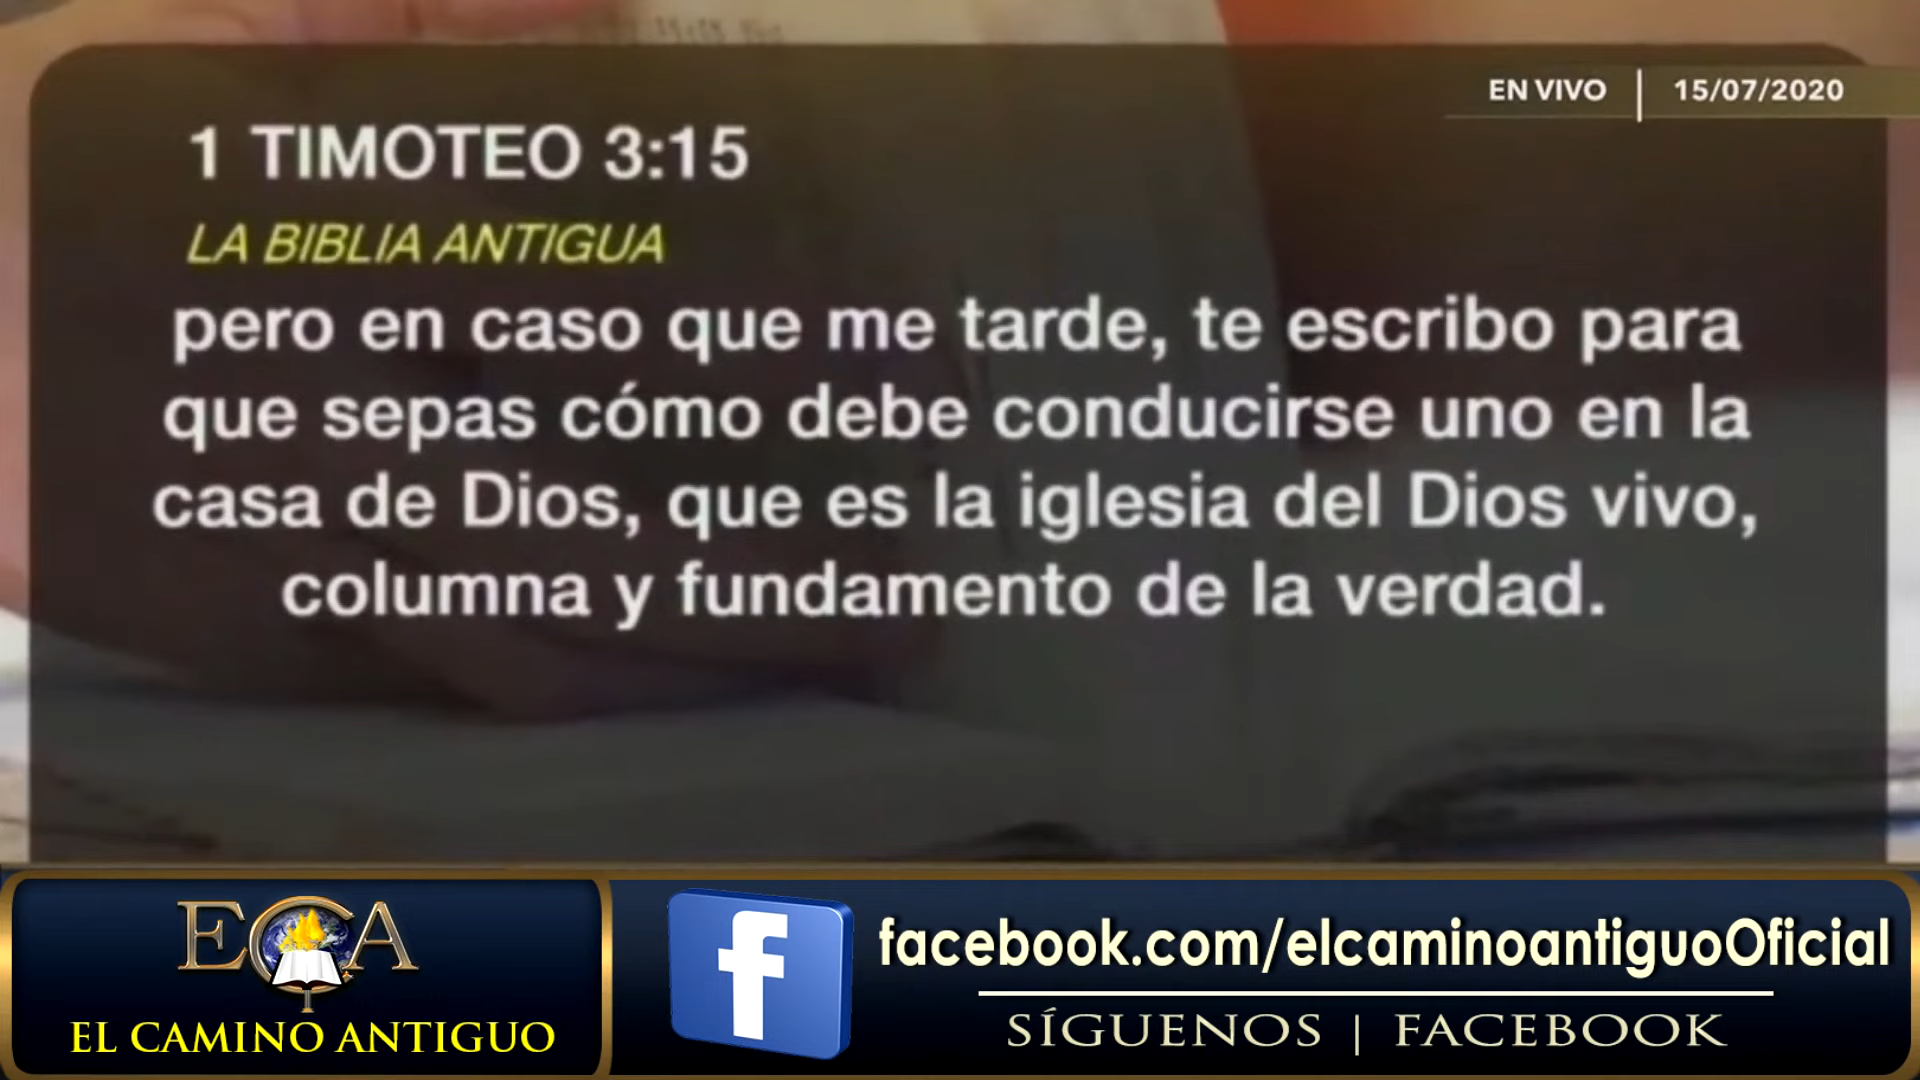 EN VIVO | 15/07/2020
1 TIMOTEO 3:15
LA BIBLIA ANTIGUA
pero en caso que me tarde, te escribo para
que sepas cómo debe conducirse uno en la
casa de Dios, que es la iglesia del Dios vivo,
columna y fundamento de la verdad.
ECA
EL CAMINO ANTIGUO
facebook.com/elcaminoantiguoOficial
SÍGUENOS | FACEBOOK